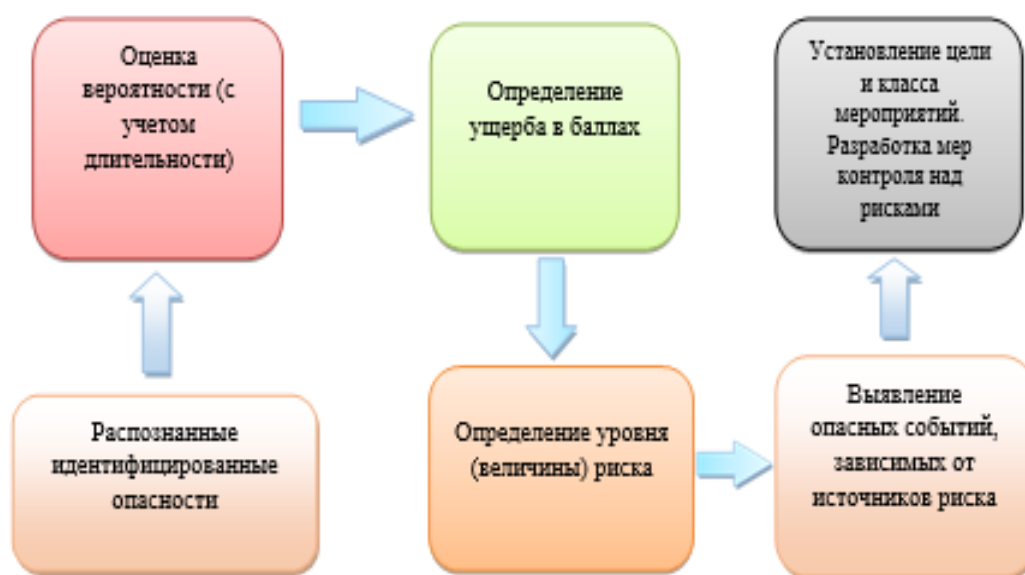 Оценка
вероятности (с
учетом
длительности)
Определение
ущерба в баллах
Установление цели
и класса
мероприятий.
Разработка мер
контроля над
рисками
Распознанные
идентифицированные
опасности
Определение уровня
(величины) риска
Выявление
опасных событий,
зависимых от
источников риска